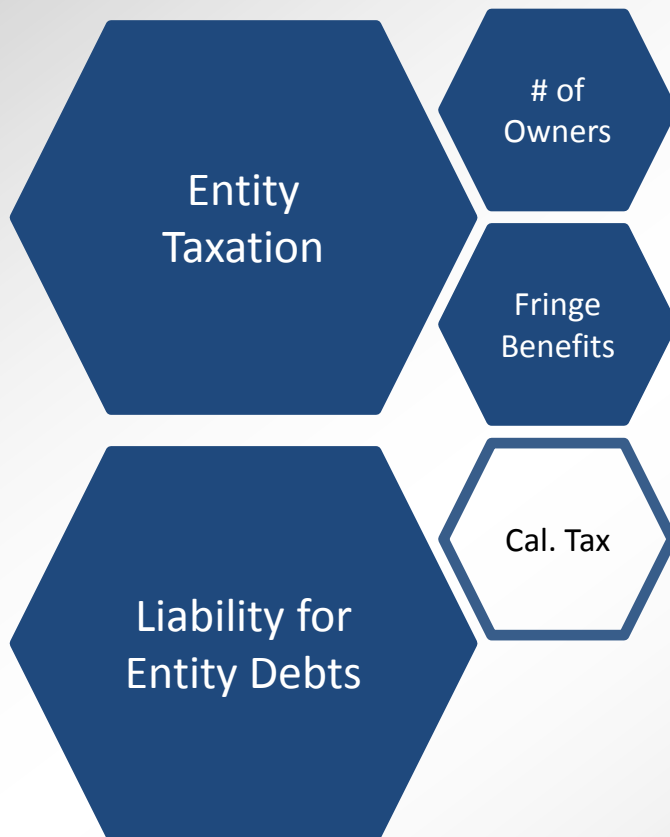 Entity
Taxation
# of
Owners
Fringe
Benefits
Cal. Tax
Liability for
Entity Debts